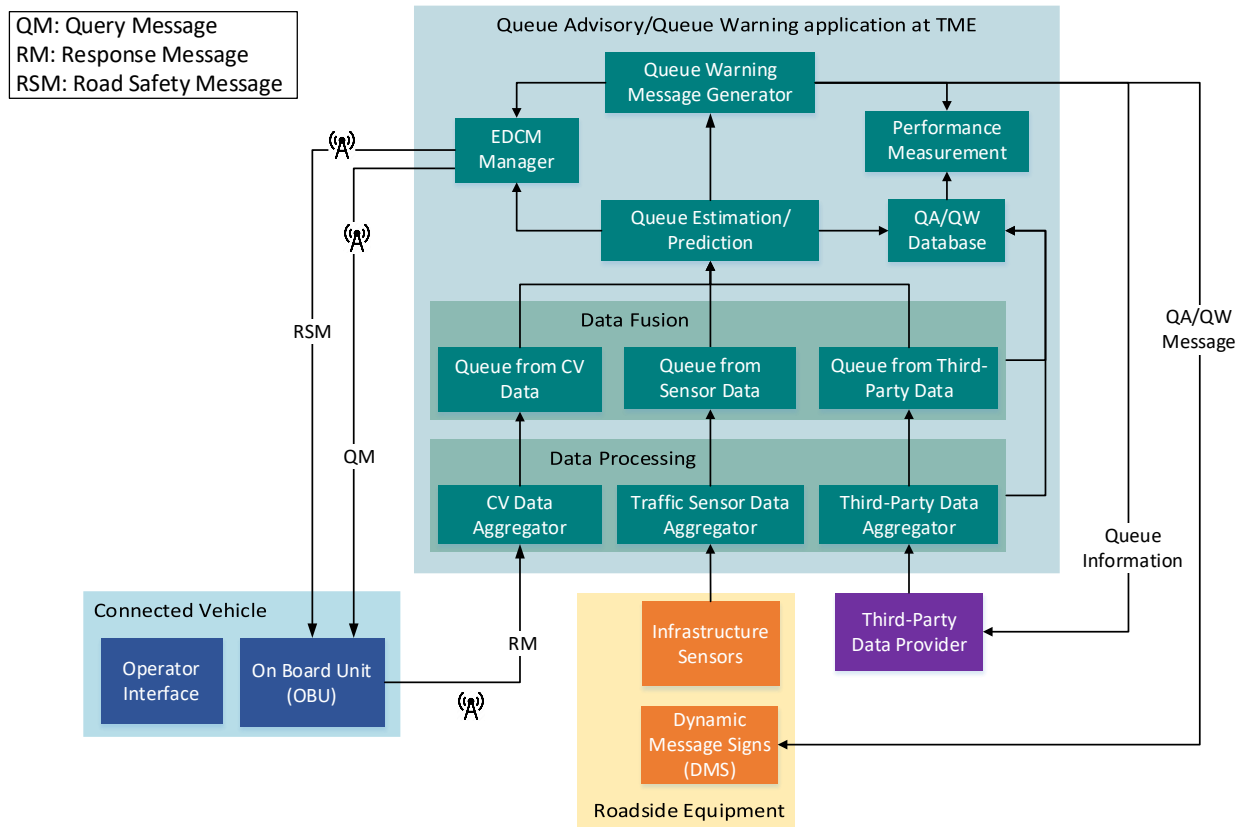 QM: Query Message
RM: Response Message
RSM: Road Safety Message
Queue Advisory/Queue Warning application at TME
Queue Warning
Message Generator
EDCM
Manager
Performance
Measurement
Queue Estimation/
Prediction
QA/QW
Database
RSM
QA/QW
Message
Data Fusion
Queue from CV
Data
Queue from
Sensor Data
Queue from Third-
Party Data
QM
Data Processing
CV Data
Aggregator
Traffic Sensor Data
Aggregator
Third-Party Data
Aggregator
Queue
Information
Connected Vehicle
Operator
Interface
On Board Unit
(OBU)
RM
Infrastructure
Sensors
Third-Party
Data Provider
Dynamic
Message Signs
(DMS)
Roadside Equipment